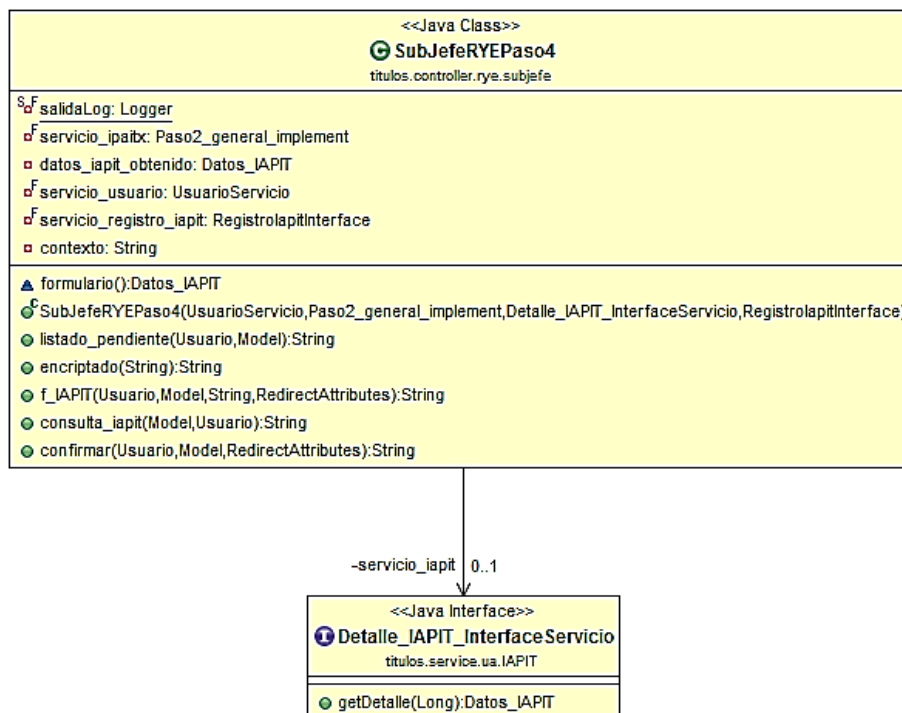 <<Java Class>>
SubJefeRYEPaso4
titulos.controller.rye.subjefe
salidaLog: Logger
servicio_ipaitx: Paso2_general_implement
datos_iapit_obtenido: Datos_IAPIT
servicio_usuario: UsuarioServicio
servicio_registro_iapit: RegistroIapitInterface
contexto: String
formulario():Datos_IAPIT
SubJefeRYEPaso4(UsuarioServicio,Paso2_general_implement,Detalle_IAPIT_InterfaceServicio,RegistroIapitInterface)
listado_pendiente(Usuario,Model):String
encriptado(String):String
f_IAPIT(Usuario,Model,String,RedirectAttributes):String
consulta_iapit(Model,Usuario):String
confirmar(Usuario,Model,RedirectAttributes):String
-servicio_iapit 0..1
<<Java Interface>>
Detalle_IAPIT_InterfaceServicio
titulos.service.ua.IAPIT
getDetalle(Long):Datos_IAPIT